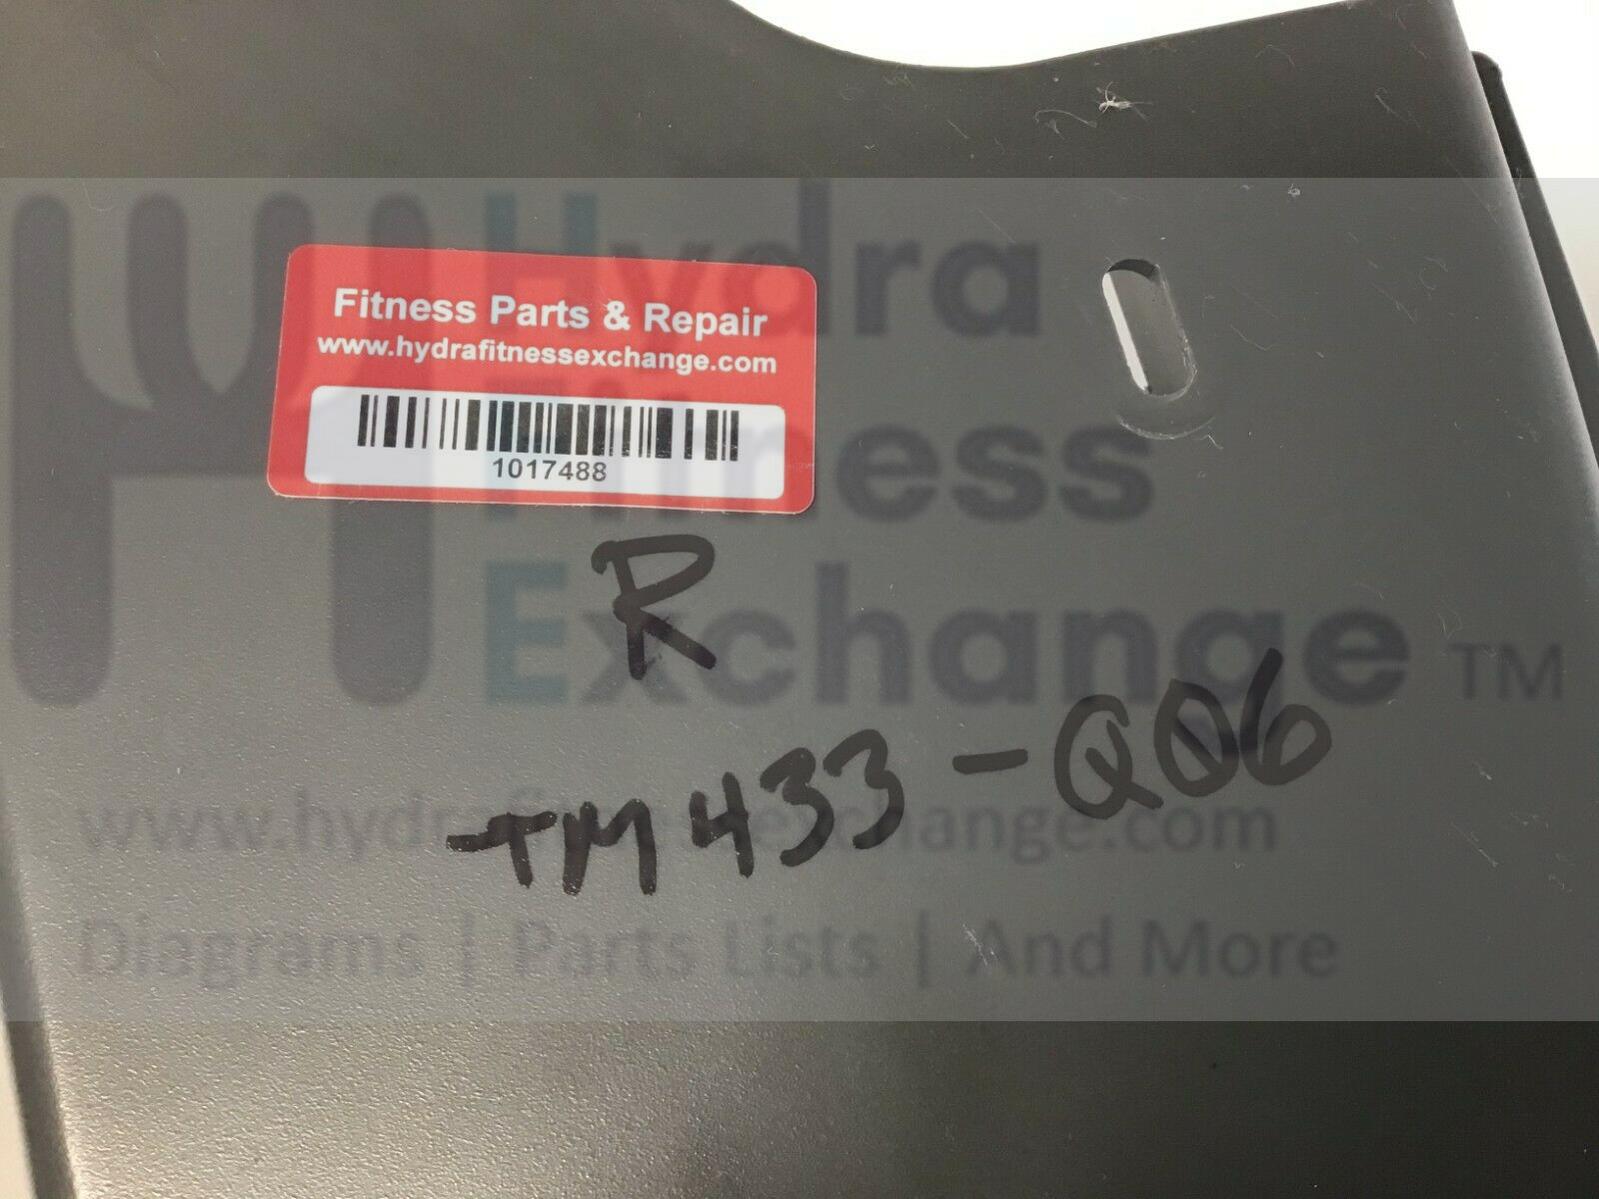 Hydra
Fitness
Exchange TM
www.hydrafitnessexchange.com
Diagrams | Parts Lists | And More
Fitness Parts & Repair
www.hydrafitnessexchange.com
1017488
R
TM433-Q06